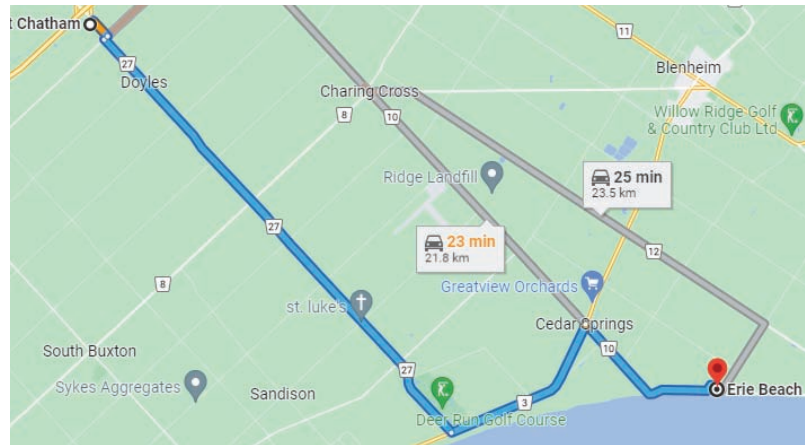 t Chatham
27
Doyles
11
Blenheim
Charing Cross
8
10
Willow Ridge Golf
& Country Club Ltd
Ridge Landfill
25 min
23.5 km
27
23 min
21.8 km
12
8
Greatview Orchards
st. luke's
Cedar Springs
10
South Buxton
27
Sykes Aggregates
Sandison
3
Erie Beach
Deer Run Golf Course